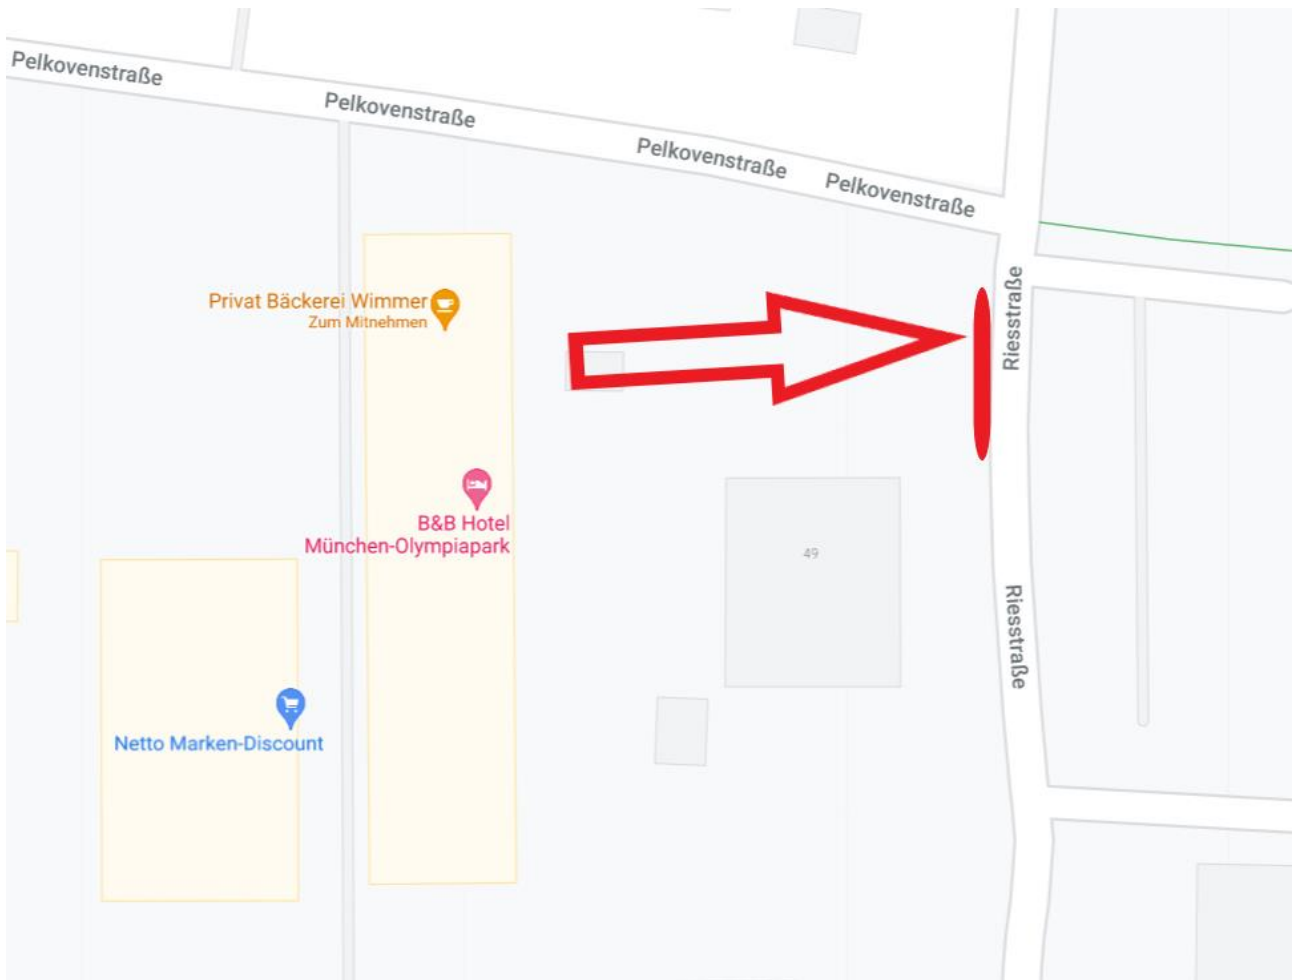 Pelkovenstraße
Pelkovenstraße
Pelkovenstraße
Pelkovenstraße
Riesstraße
Privat Bäckerei Wimmer
Zum Mitnehmen
B&B Hotel
München-Olympiapark
49
Riesstraße
Netto Marken-Discount